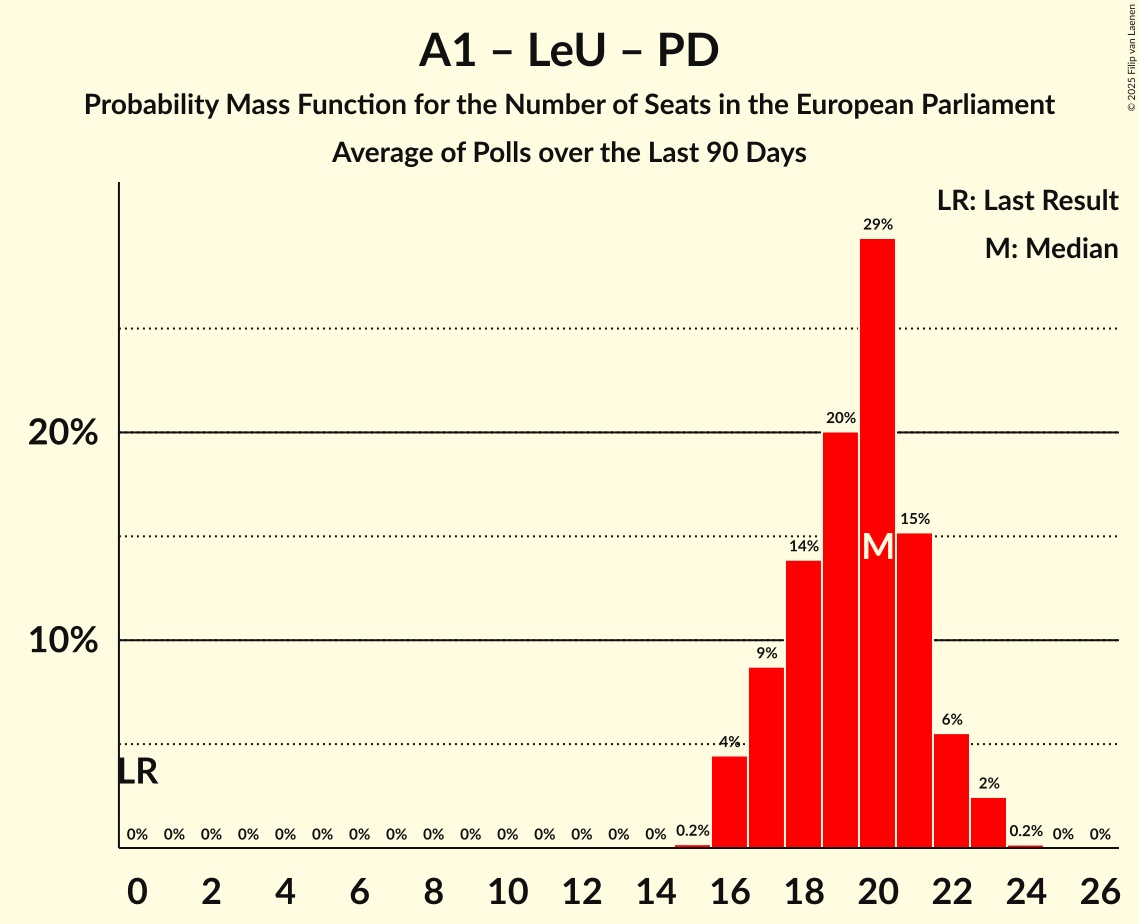 A1 – LeU – PD
Probability Mass Function for the Number of Seats in the European Parliament
Average of Polls over the Last 90 Days
© 2025 Filip van Laenen
LR: Last Result
M: Median
29%
20%
20%
15%
14%
M
10%
9%
6%
4%
LR
2%
0% 0% 0% 0% 0% 0% 0% 0% 0% 0% 0% 0% 0% 0% 0% 0.2% 0.2% 0% 0%
0 2 4 6 8 10 12 14 16 18 20 22 24 26